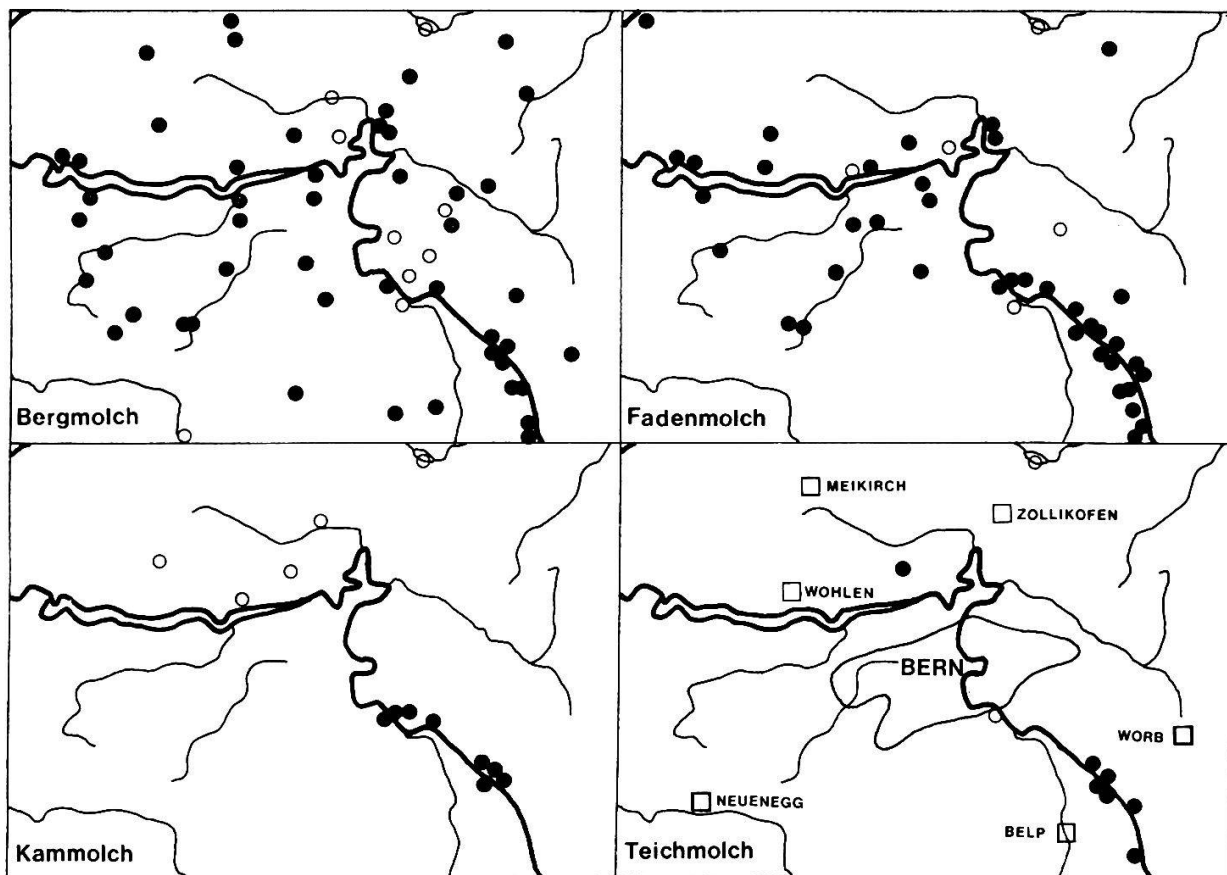 Bergmolch
Fadenmolch
Kammolch
MEIKIRCH
ZOLLIKOFEN
WOHLEN
BERN
WORB
NEUENEGG
BELP
Teichmolch